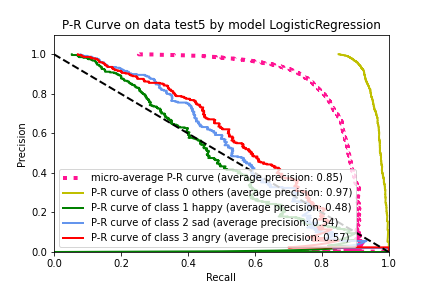 P-R Curve on data test5 by model LogisticRegression
1.0
0.8
0.6
0.4
0.2
0.0
Precision
micro-average P-R curve (average precision: 0.85)
P-R curve of class 0 others (average precision: 0.97)
P-R curve of class 1 happy (average precision: 0.48)
P-R curve of class 2 sad (average precision: 0.54)
P-R curve of class 3 angry (average precision: 0.57)
0.0 0.2 0.4 0.6 0.8 1.0
Recall